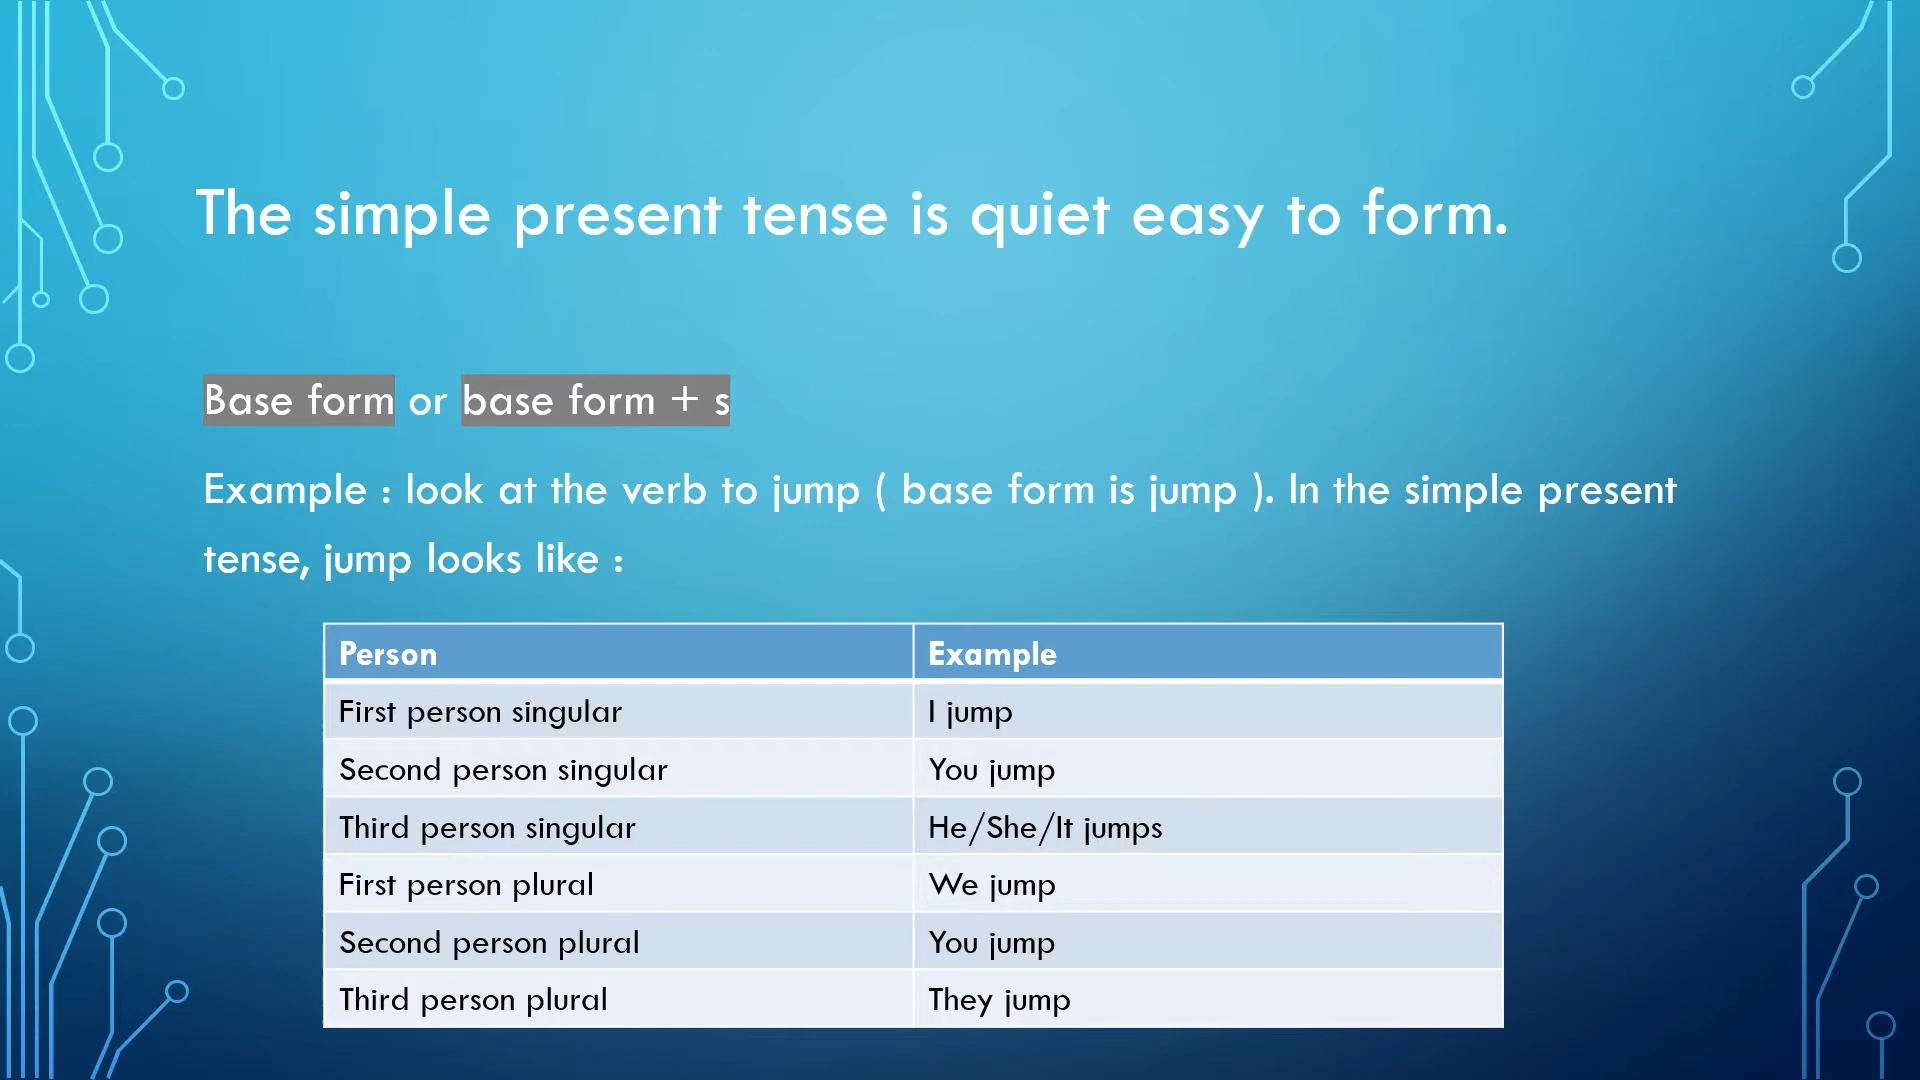 The simple present tense is quiet easy to form.
Base form or base form + s
Example : look at the verb to jump ( base form is jump ). In the simple present
tense, jump looks like :
Person Example
First person singular I jump
Second person singular You jump
Third person singular He/She/It jumps
First person plural We jump
Second person plural You jump
Third person plural They jump